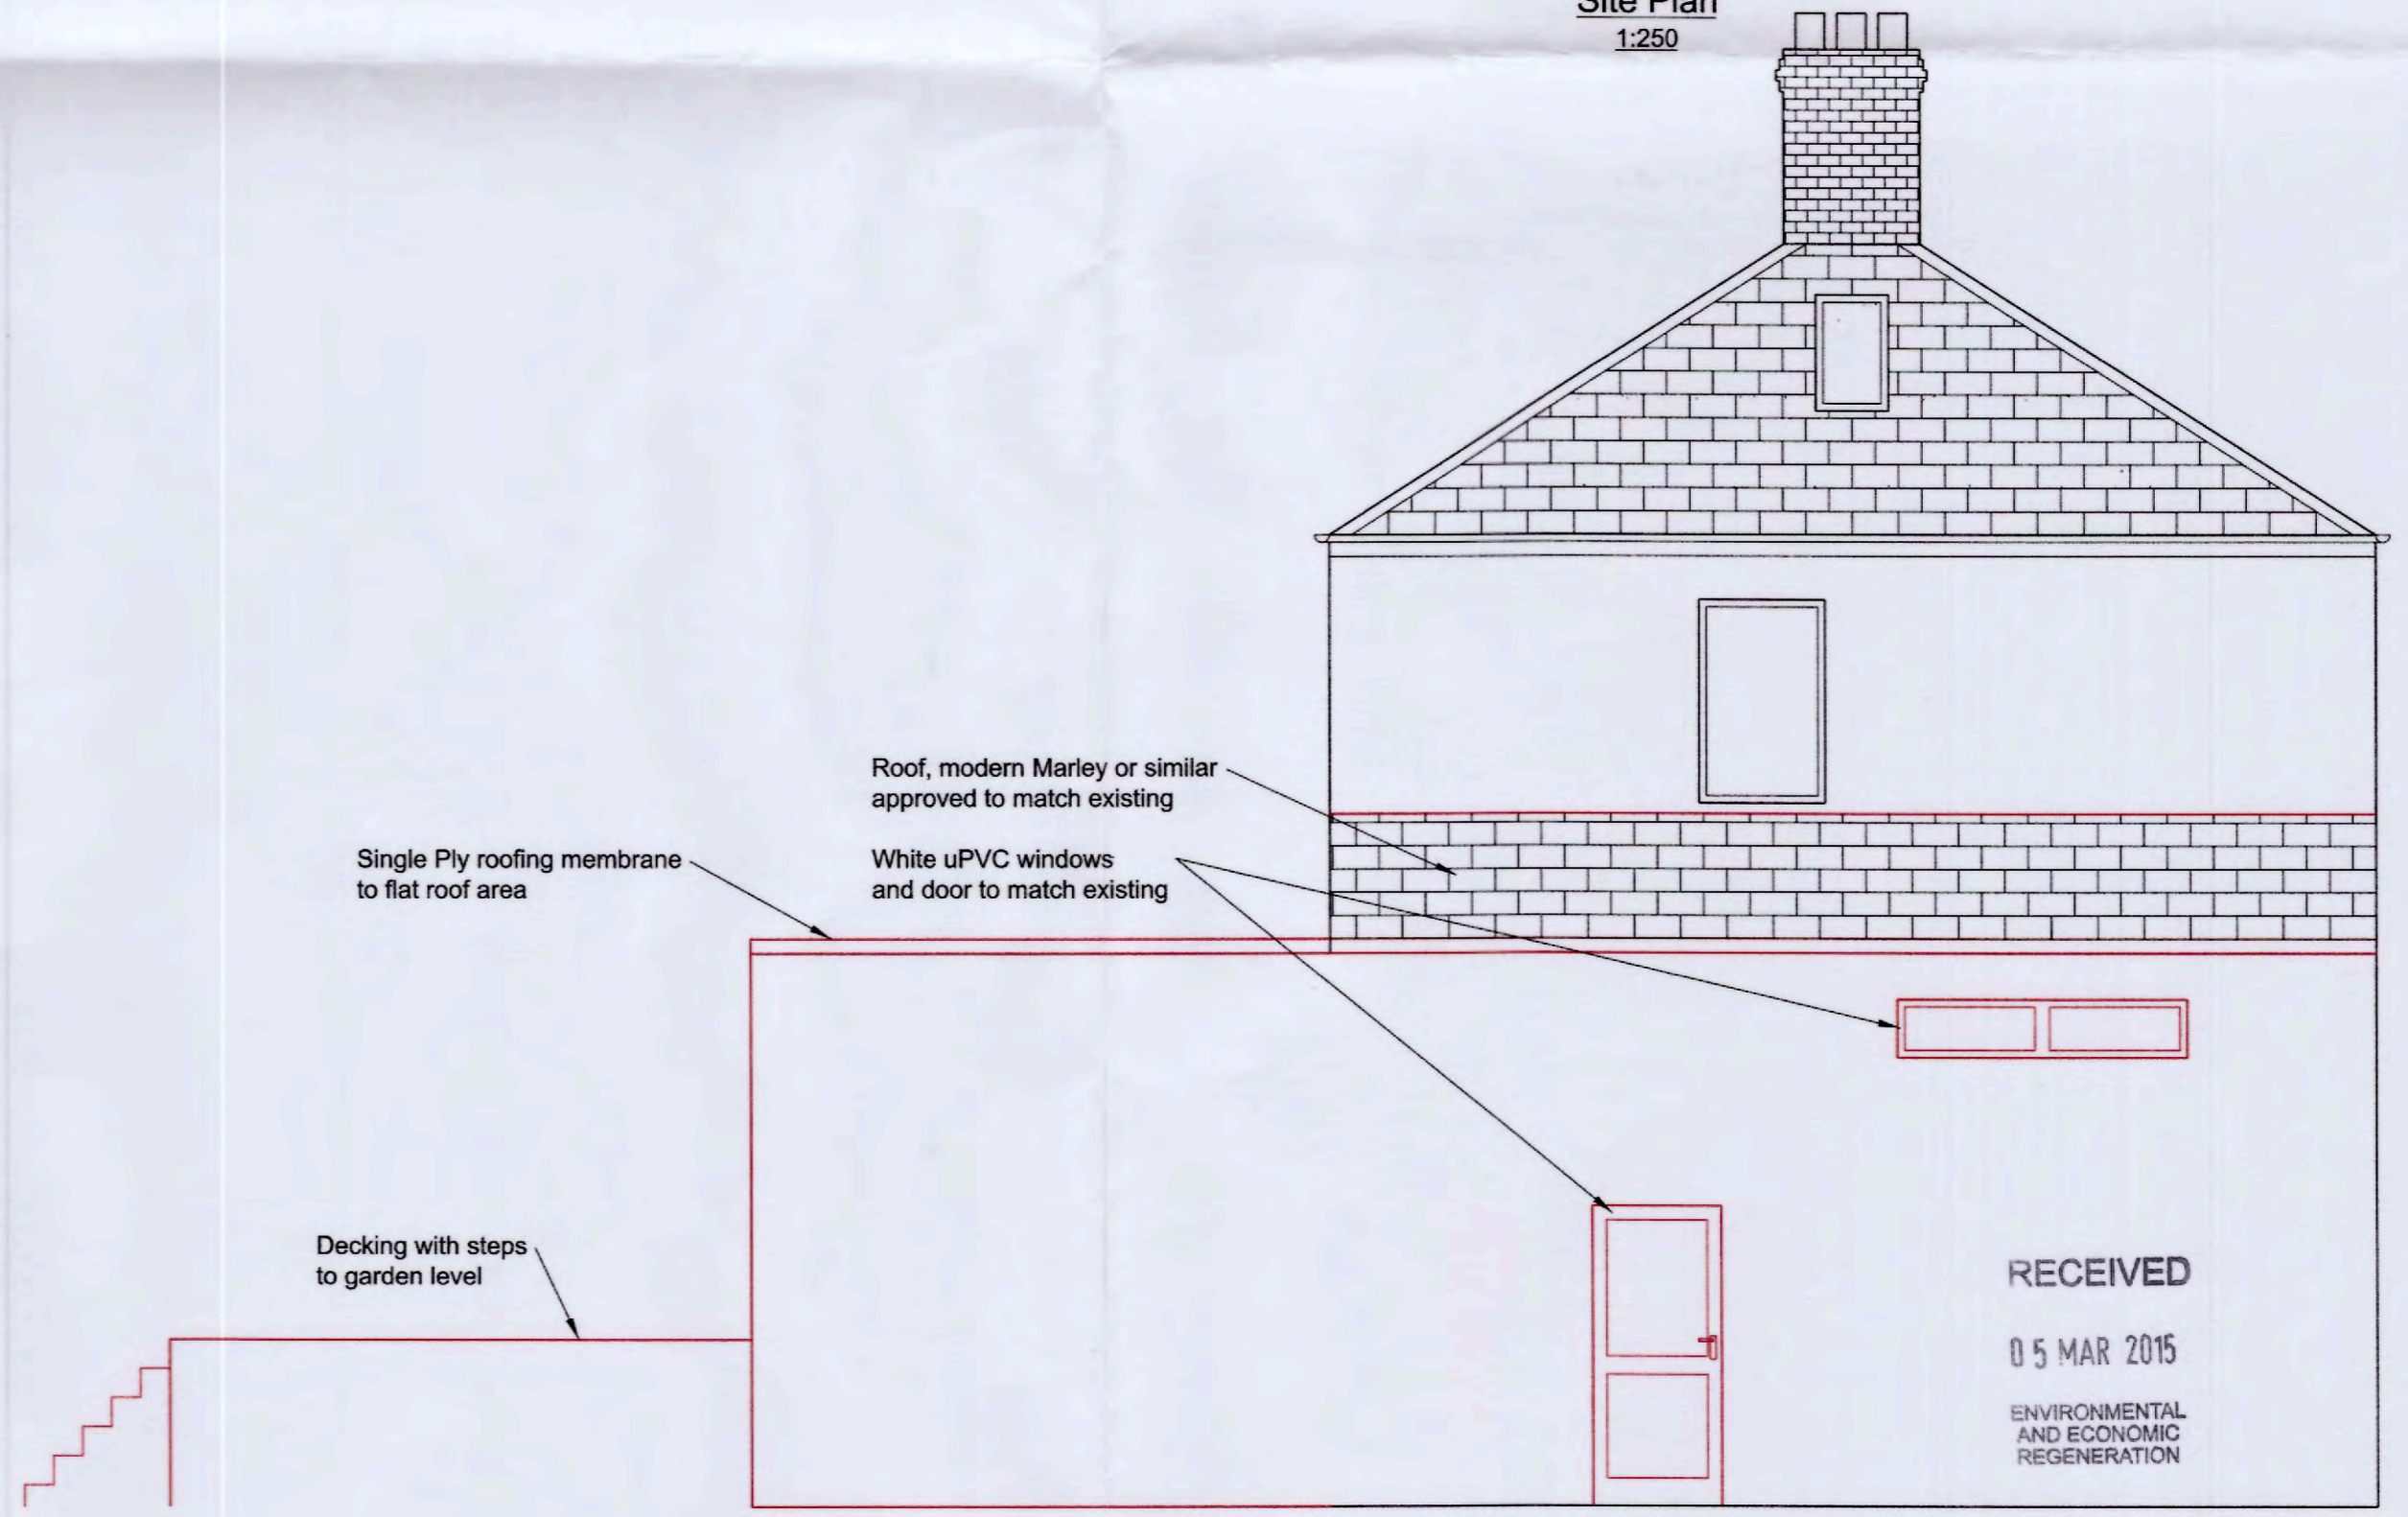 Site Plan
1:250
Roof, modern Marley or similar
approved to match existing
White uPVC windows
and door to match existing
Single Ply roofing membrane
to flat roof area
Decking with steps
to garden level
RECEIVED
05 MAR 2015
ENVIRONMENTAL
AND ECONOMIC
REGENERATION